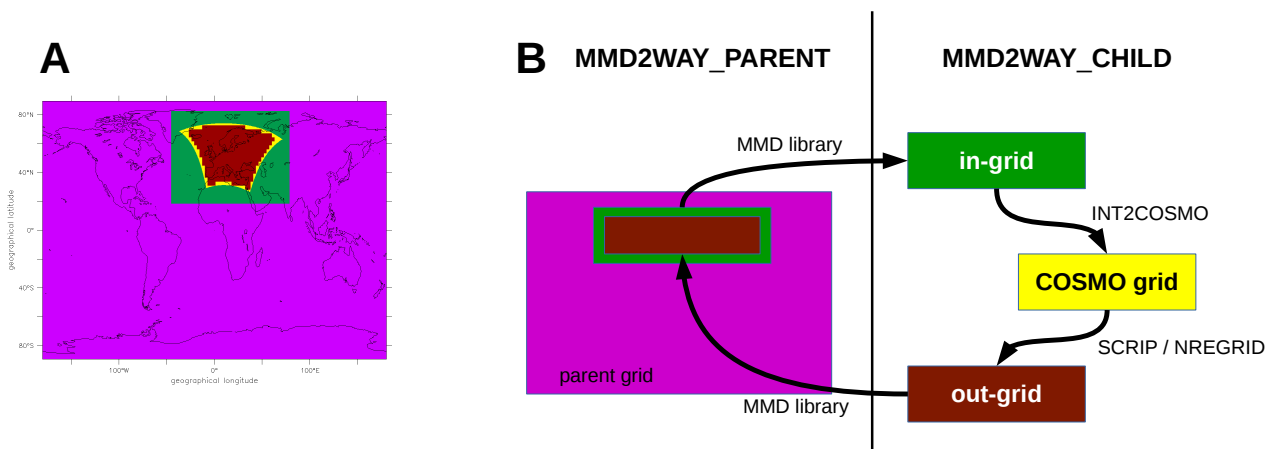 A
80°N
40°N
0°
40°S
80°S
geographical latitude
100°W
0°
100°E
geographical longitude
B
MMD2WAY_PARENT
MMD2WAY_CHILD
MMD library
in-grid
INT2COSMO
COSMO grid
SCRIP / NREGRID
parent grid
out-grid
MMD library